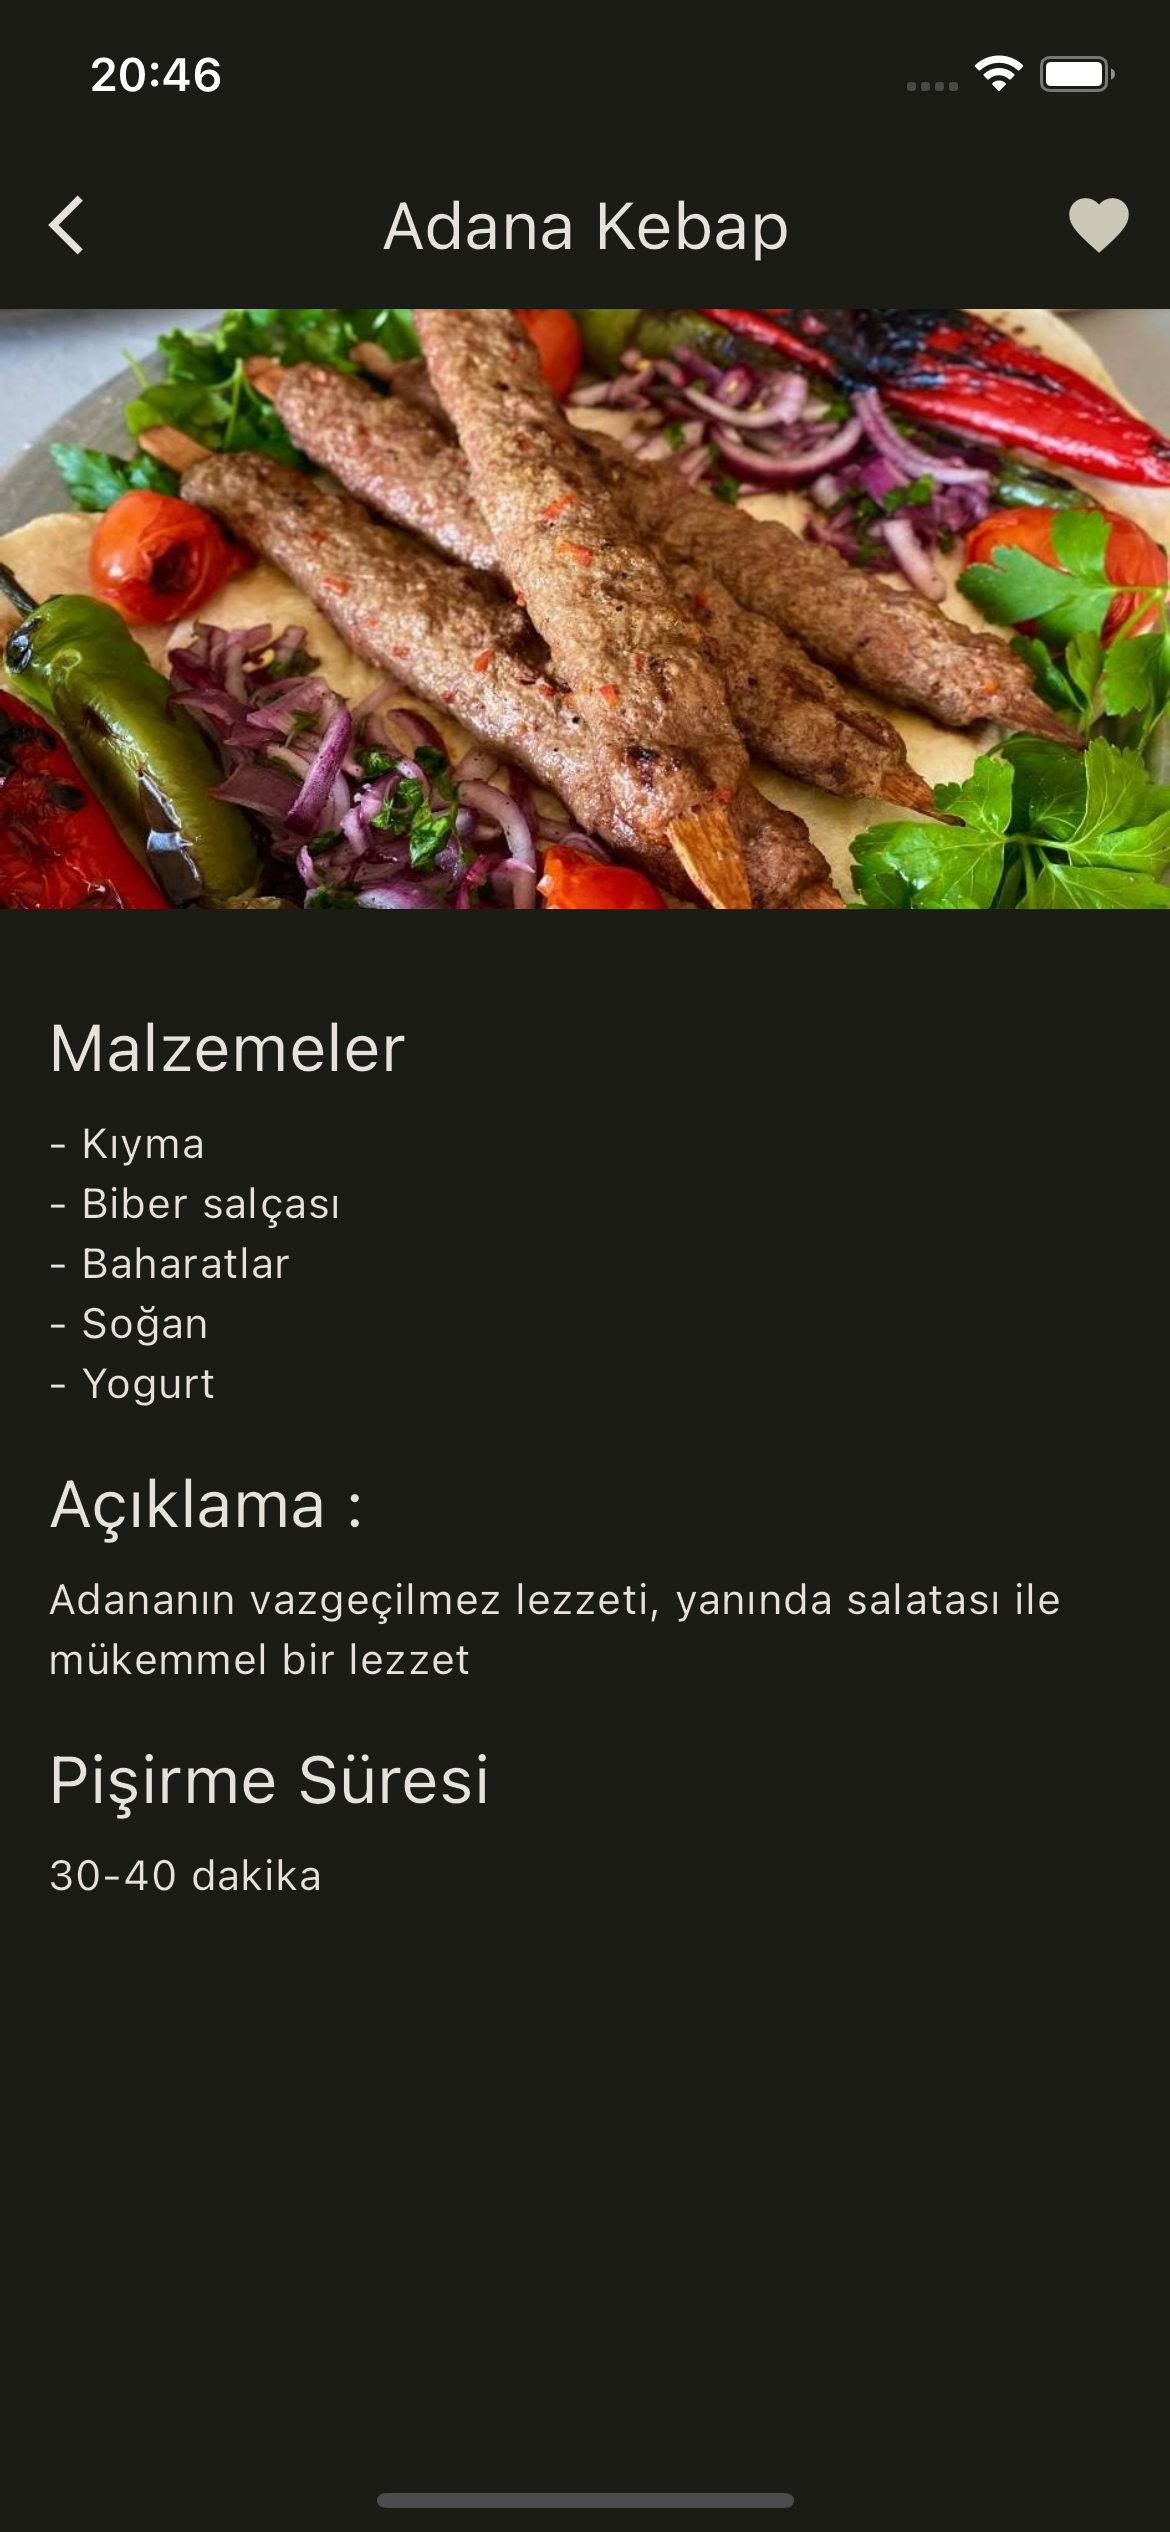 20:46
Adana Kebap
Malzemeler
- Kıyma
- Biber salçası
- Baharatlar
- Soğan
- Yogurt
Açıklama :
Adananın vazgeçilmez lezzeti, yanında salatası ile
mükemmel bir lezzet
Pişirme Süresi
30-40 dakika